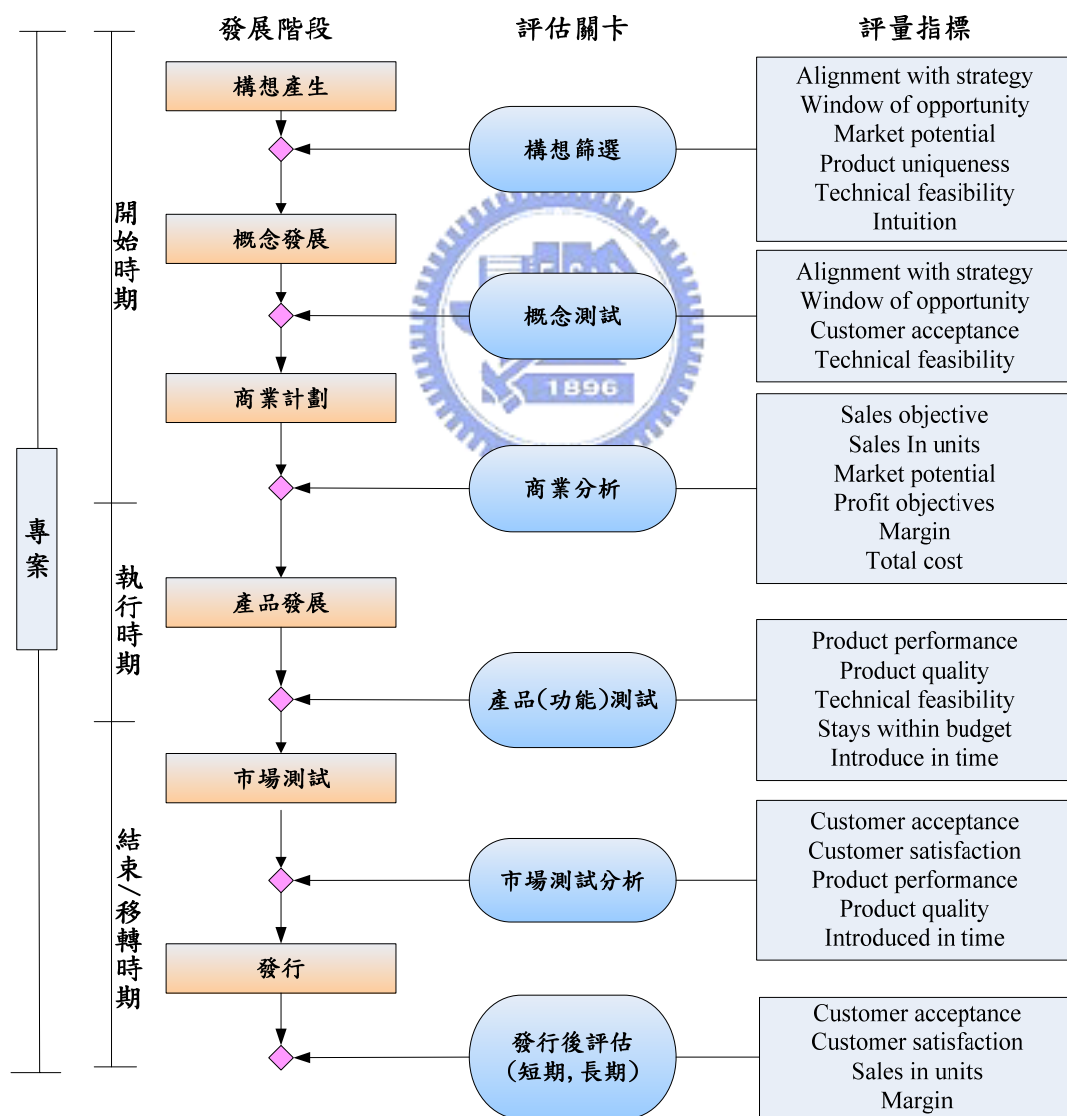 發展階段
評估關卡
評量指標
專案
開始時期
執行時期
結束/移轉時期
構想產生
構想篩選
Alignment with strategy
Window of opportunity
Market potential
Product uniqueness
Technical feasibility
Intuition
概念發展
概念測試
Alignment with strategy
Window of opportunity
Customer acceptance
Technical feasibility
1896
商業計劃
商業分析
Sales objective
Sales In units
Market potential
Profit objectives
Margin
Total cost
產品發展
產品(功能)測試
Product performance
Product quality
Technical feasibility
Stays within budget
Introduce in time
市場測試
市場測試分析
Customer acceptance
Customer satisfaction
Product performance
Product quality
Introduced in time
發行
發行後評估
(短期, 長期)
Customer acceptance
Customer satisfaction
Sales in units
Margin